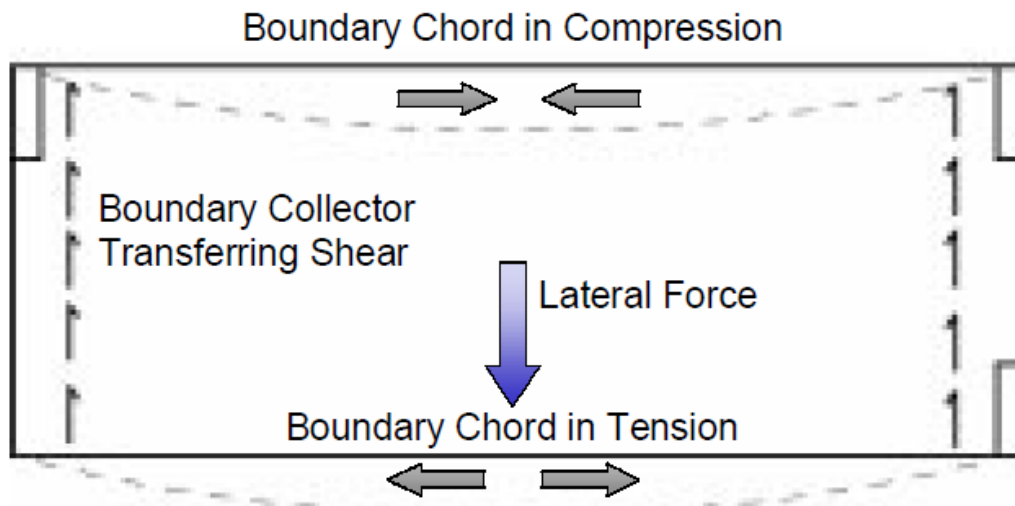 Boundary Chord in Compression
Boundary Collector
Transferring Shear
Lateral Force
Boundary Chord in Tension